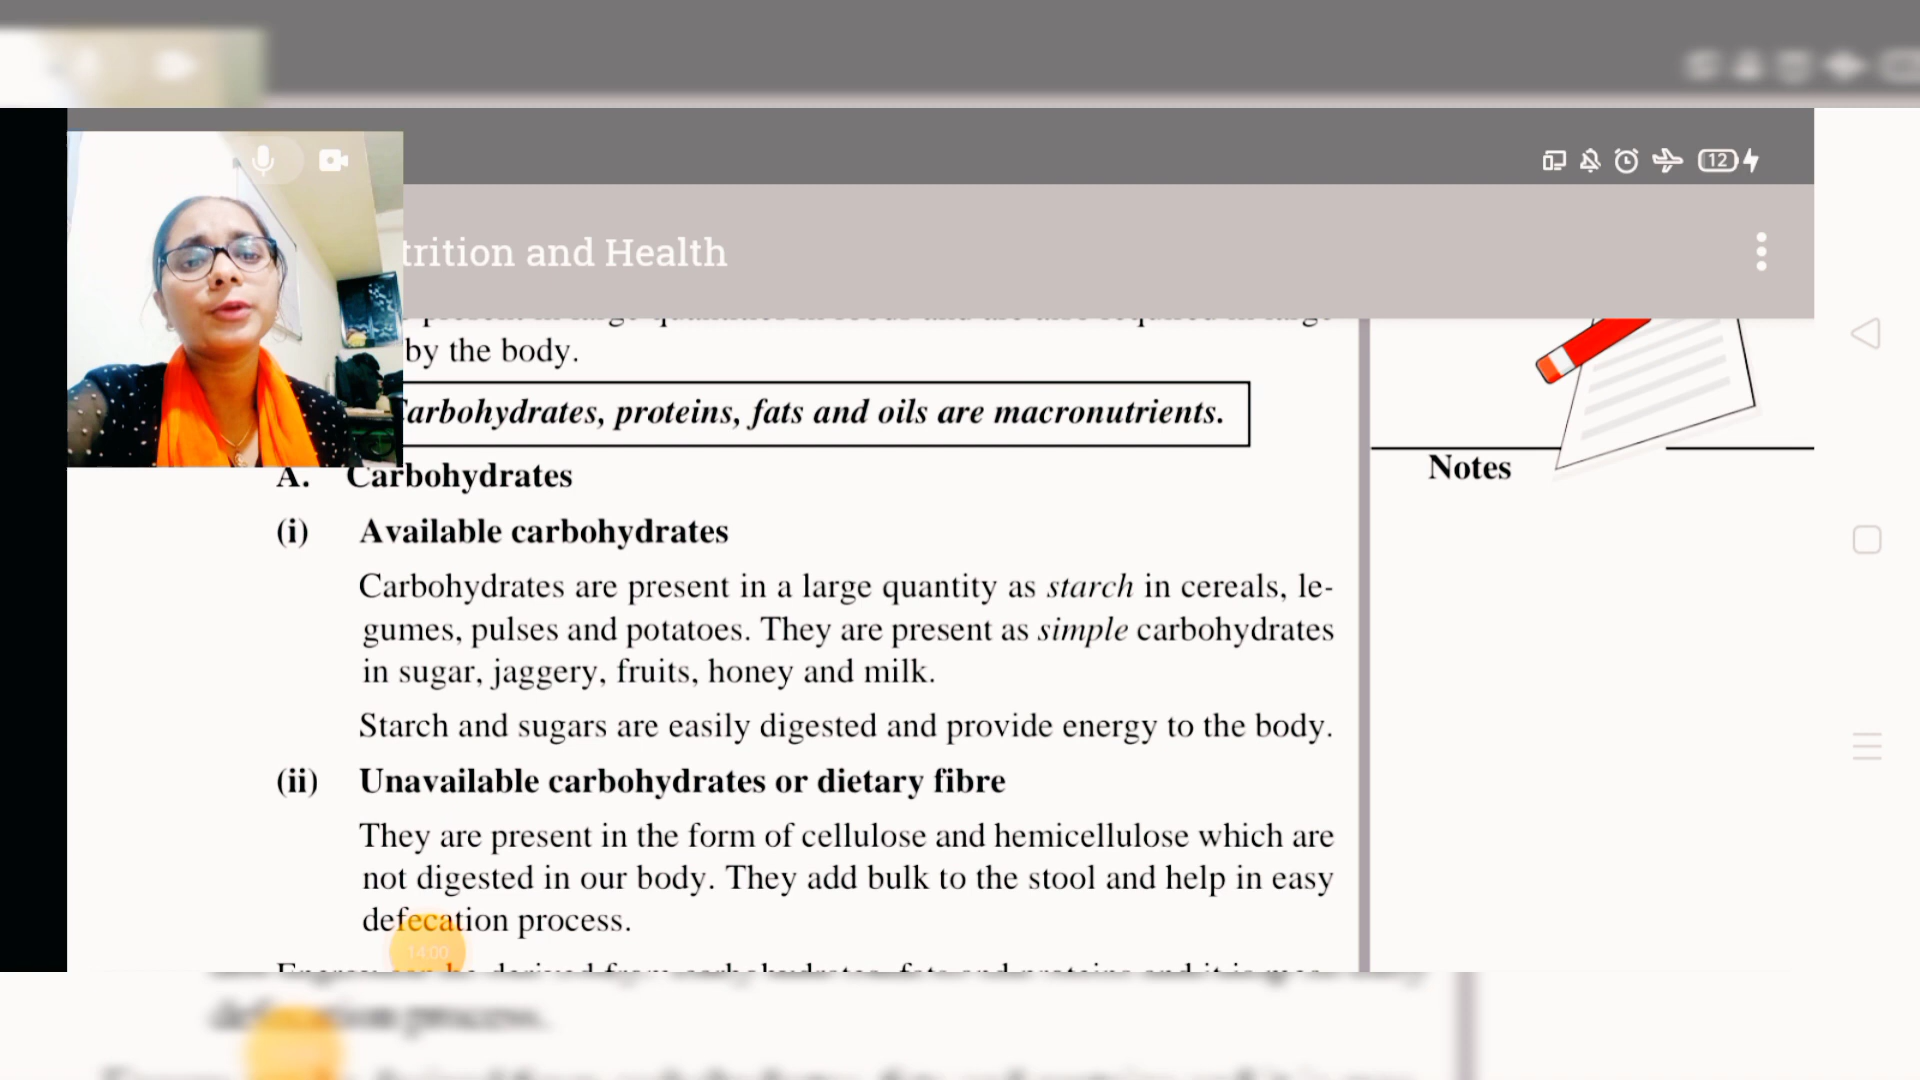 12
trition and Health
by the body.
arbohydrates, proteins, fats and oils are macronutrients.
A. Carbohydrates
Notes
(i) Available carbohydrates
Carbohydrates are present in a large quantity as starch in cereals, le-
gumes, pulses and potatoes. They are present as simple carbohydrates
in sugar, jaggery, fruits, honey and milk.
Starch and sugars are easily digested and provide energy to the body.
(ii) Unavailable carbohydrates or dietary fibre
They are present in the form of cellulose and hemicellulose which are
not digested in our body. They add bulk to the stool and help in easy
defecation process.
14:00